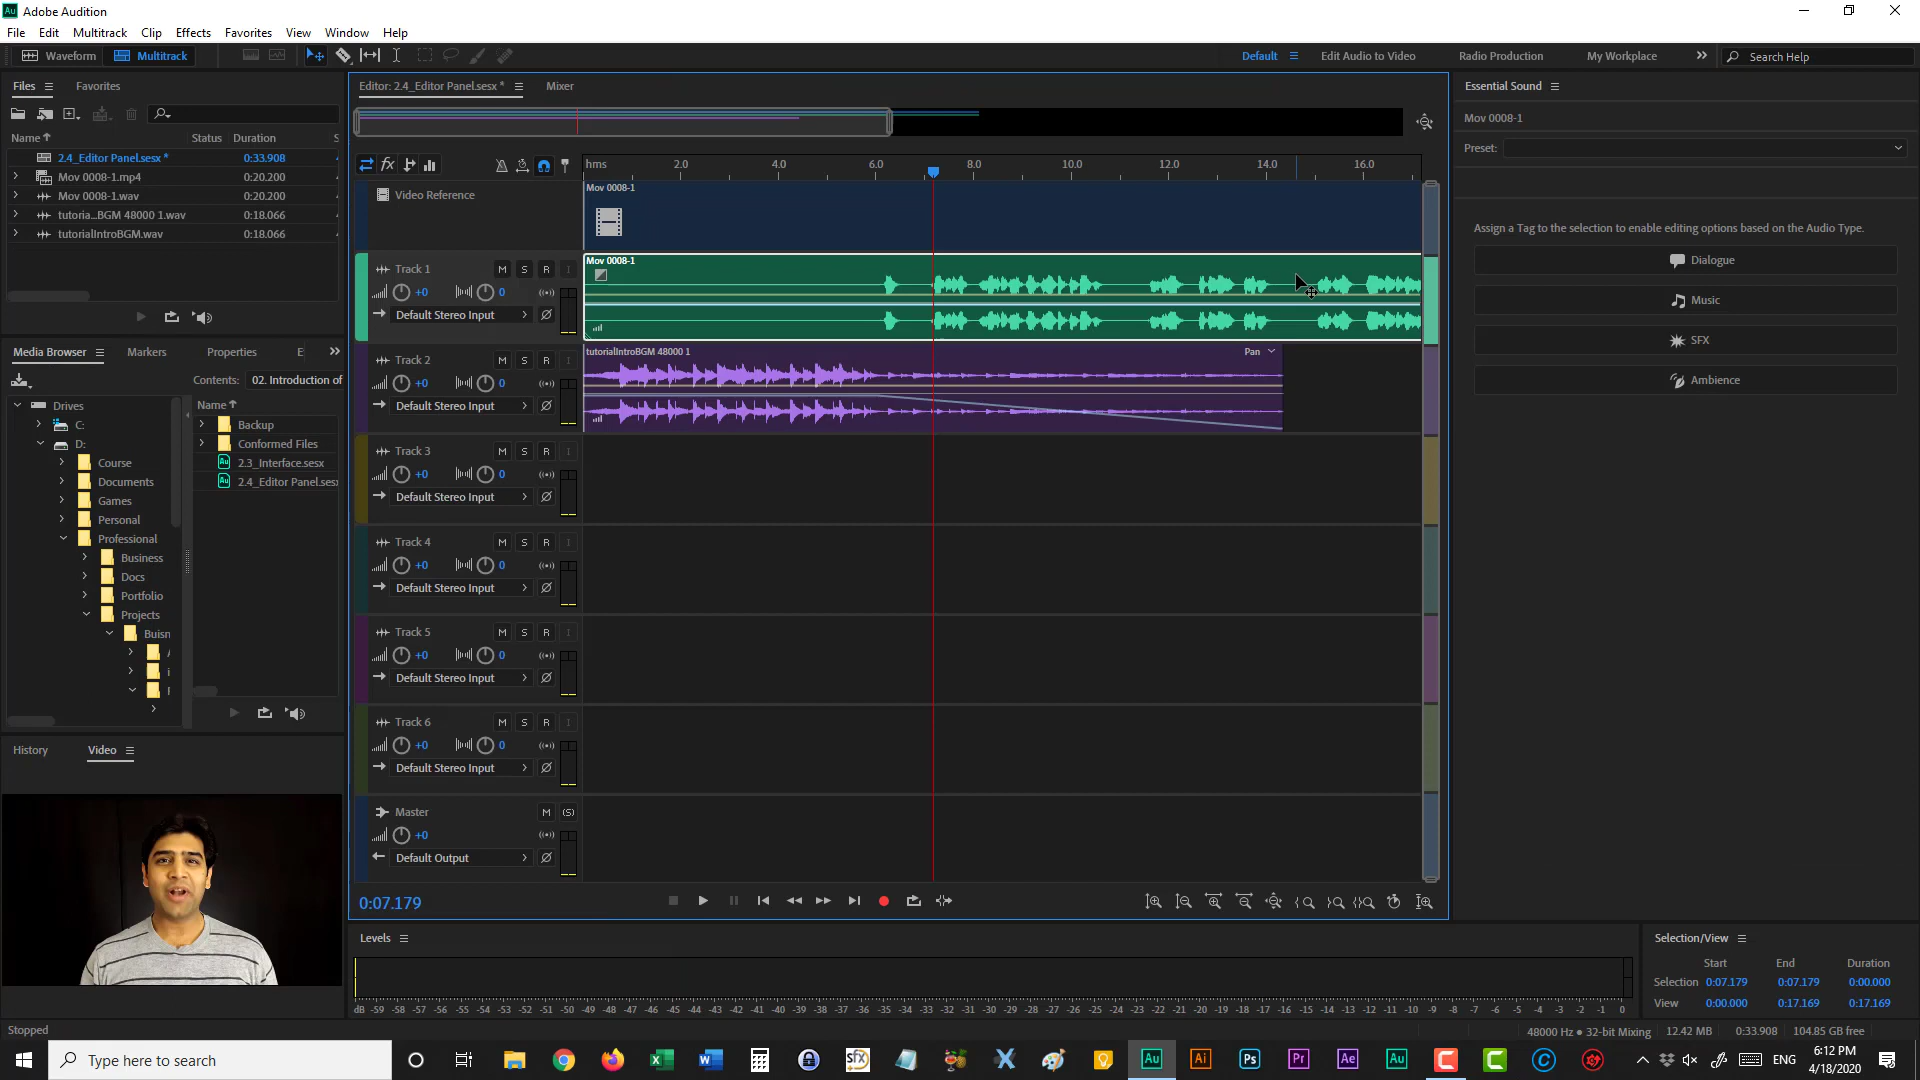 Au Adobe Audition
File Edit Multitrack Clip Effects Favorites View Window Help
Waveform Multitrack Default Edit Audio to Video Radio Production My Workplace Search Help
Files Favorites
Name Status Duration S
2.4_Editor Panel.sesx * 0:33.908
Mov 0008-1.mp4 0:20.200
Mov 0008-1.wav 0:20.200
tutoria...BGM 48000 1.wav 0:18.066
tutorialIntroBGM.wav 0:18.066
Media Browser Markers Properties E
Contents: 02. Introduction of
Drives
C:
D:
Course
Documents
Games
Personal
Professional
Business
Docs
Portfolio
Projects
Buisn
Name
Backup
Conformed Files
2.3_Interface.sesx
2.4_Editor Panel.sesx
History Video
Editor: 2.4_Editor Panel.sesx * Mixer
fx hms 2.0 4.0 6.0 8.0 10.0 12.0 14.0 16.0
Video Reference Mov 0008-1
Track 1 M S R I Mov 0008-1
+0 0
Default Stereo Input
Track 2 M S R I tutorialIntroBGM 48000 1 Pan
+0 0
Default Stereo Input
Track 3 M S R I
+0 0
Default Stereo Input
Track 4 M S R I
+0 0
Default Stereo Input
Track 5 M S R I
+0 0
Default Stereo Input
Track 6 M S R I
+0 0
Default Stereo Input
Master M (S)
+0
Default Output
0:07.179
Essential Sound
Mov 0008-1
Preset:
Assign a Tag to the selection to enable editing options based on the Audio Type.
Dialogue
Music
SFX
Ambience
Levels
dB -59 -58 -57 -56 -55 -54 -53 -52 -51 -50 -49 -48 -47 -46 -45 -44 -43 -42 -41 -40 -39 -38 -37 -36 -35 -34 -33 -32 -31 -30 -29 -28 -27 -26 -25 -24 -23 -22 -21 -20 -19 -18 -17 -16 -15 -14 -13 -12 -11 -10 -9 -8 -7 -6 -5 -4 -3 -2 -1 0
Selection/View
Start End Duration
Selection 0:07.179 0:07.179 0:00.000
View 0:00.000 0:17.169 0:17.169
Stopped 48000 Hz ● 32-bit Mixing 12.42 MB 0:33.908 104.85 GB free
Type here to search sfx Au Ai Ps Pr Ae Au ENG
6:12 PM
4/18/2020